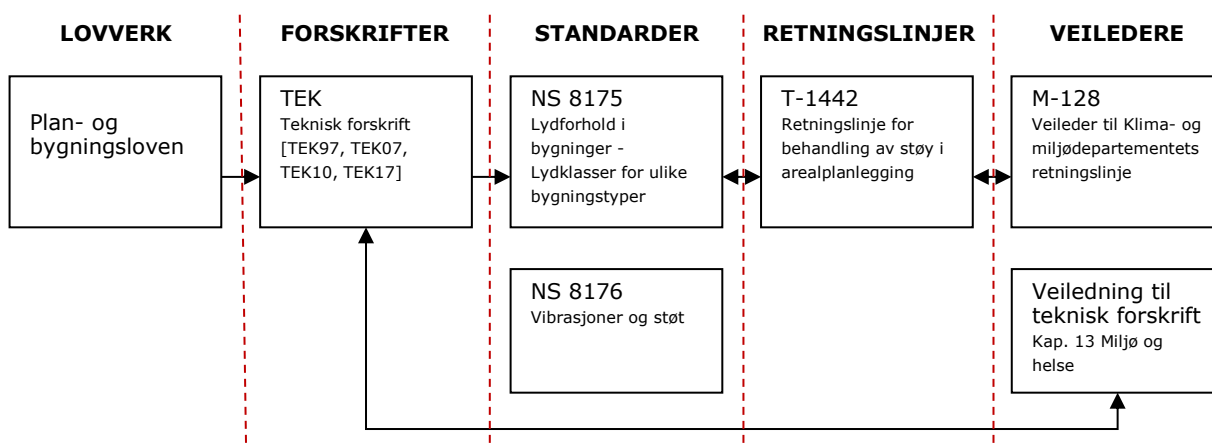 LOVVERK
FORSKRIFTER
STANDARDER
RETNINGSLINJER
VEILEDERE
Plan- og
bygningsloven
TEK
Teknisk forskrift
[TEK97, TEK07,
TEK10, TEK17]
NS 8175
Lydforhold i
bygninger -
Lydklasser for ulike
bygningstyper
T-1442
Retningslinje for
behandling av støy i
arealplanlegging
M-128
Veileder til Klima- og
miljødepartementets
retningslinje
NS 8176
Vibrasjoner og støt
Veiledning til
teknisk forskrift
Kap. 13 Miljø og
helse